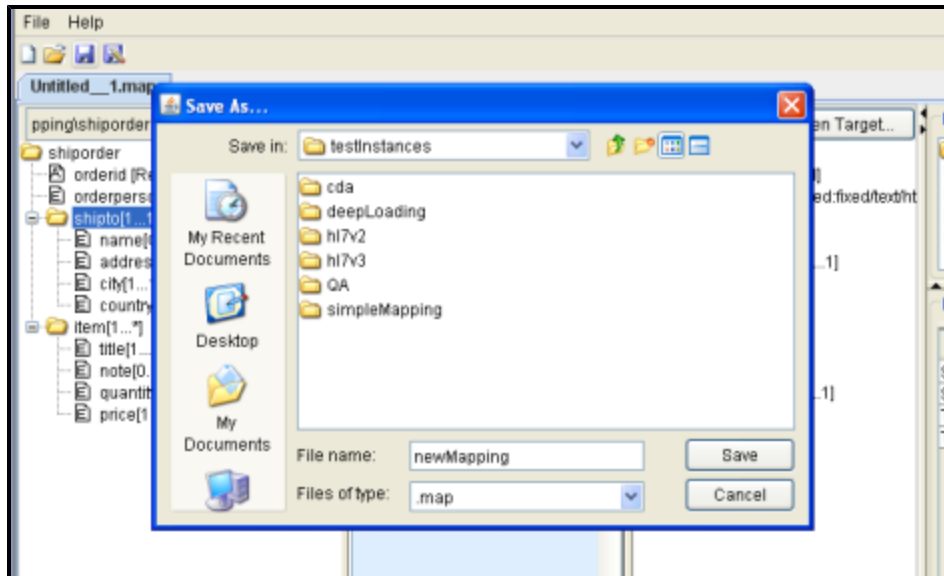 File Help
Untitled__1.map
Save As...
pping\shiporder
en Target...
Save in: testInstances
shiporder
orderid [Re
orderperso
ed:fixed/text/ht
shipto[1...1
name[
addres
..1]
city[1...
country
item[1...*]
title[1...
note[0.
quantit
..1]
price[1
My Recent
Documents
Desktop
My
Documents
cda
deepLoading
hl7v2
hl7v3
QA
simpleMapping
File name: newMapping Save
Files of type: .map Cancel